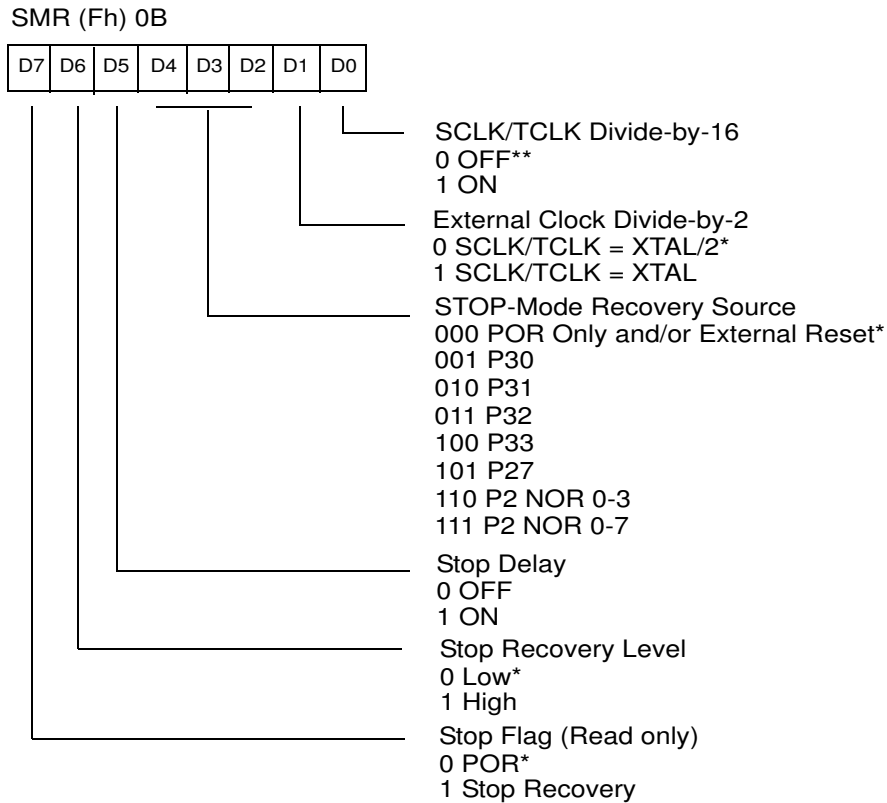 SMR (Fh) 0B
D7 D6 D5 D4 D3 D2 D1 D0
SCLK/TCLK Divide-by-16
0 OFF**
1 ON
External Clock Divide-by-2
0 SCLK/TCLK = XTAL/2*
1 SCLK/TCLK = XTAL
STOP-Mode Recovery Source
000 POR Only and/or External Reset*
001 P30
010 P31
011 P32
100 P33
101 P27
110 P2 NOR 0-3
111 P2 NOR 0-7
Stop Delay
0 OFF
1 ON
Stop Recovery Level
0 Low*
1 High
Stop Flag (Read only)
0 POR*
1 Stop Recovery